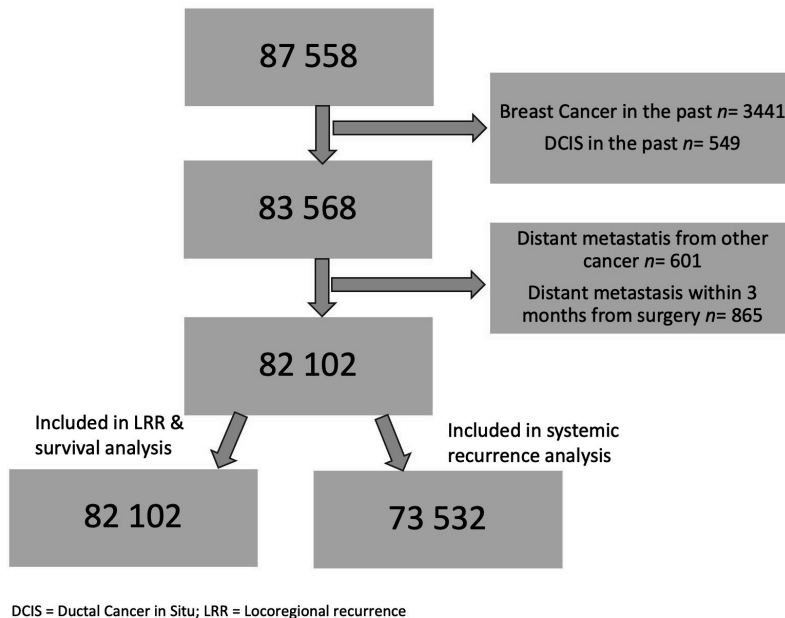 87 558
Breast Cancer in the past n= 3441
DCIS in the past n= 549
83 568
Distant metastatis from other
cancer n= 601
Distant metastasis within 3
months from surgery n= 865
82 102
Included in LRR &
survival analysis
Included in systemic
recurrence analysis
82 102
73 532
DCIS = Ductal Cancer in Situ; LRR = Locoregional recurrence